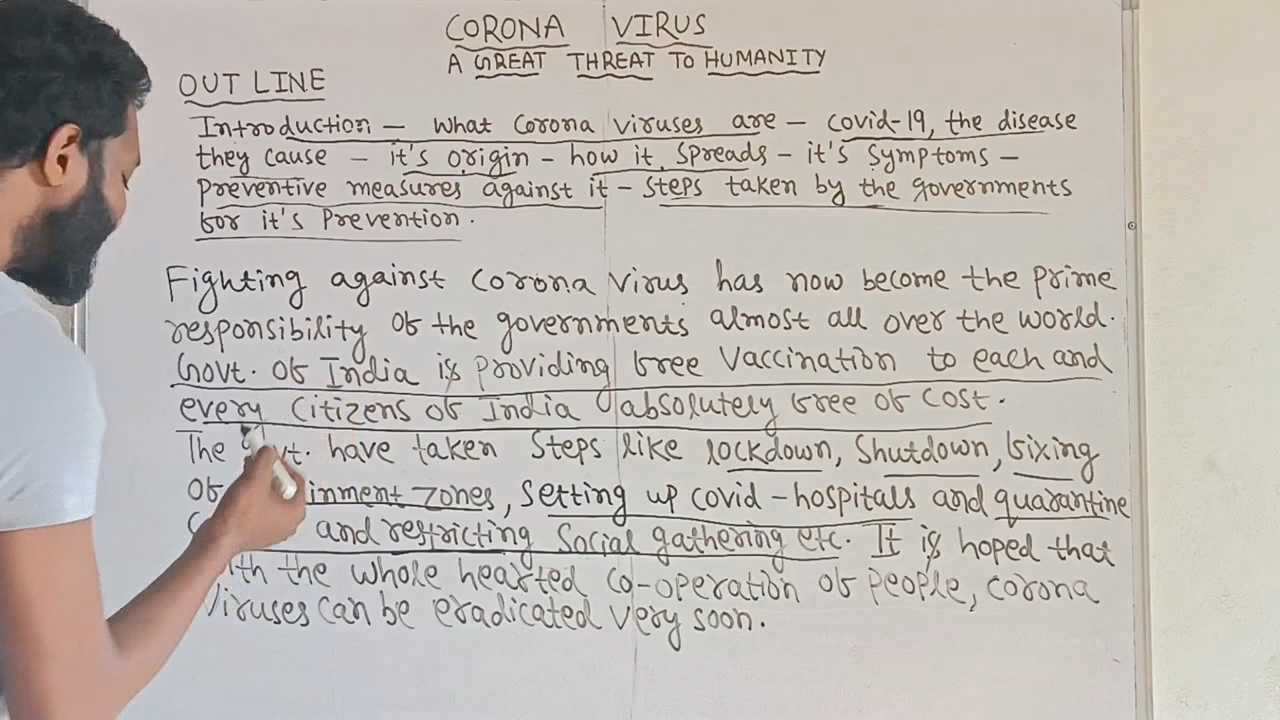 CORONA VIRUS
A GREAT THREAT TO HUMANITY
OUT LINE
Introduction - What Corona viruses are - covid-19, the disease
they cause - it's origin - how it spreads - it's symptoms -
preventive measures against it - steps taken by the governments
for it's prevention.
Fighting against Corona virus has now become the prime
responsibility of the governments almost all over the world.
Govt. of India is providing free vaccination to each and
every citizens of India absolutely free of cost.
The have taken steps like lockdown, shutdown, fixing
of zones, setting up covid-hospitals and quarantine
and restricting social gathering etc. It is hoped that
the whole hearted co-operation of people, corona
viruses can be eradicated very soon.